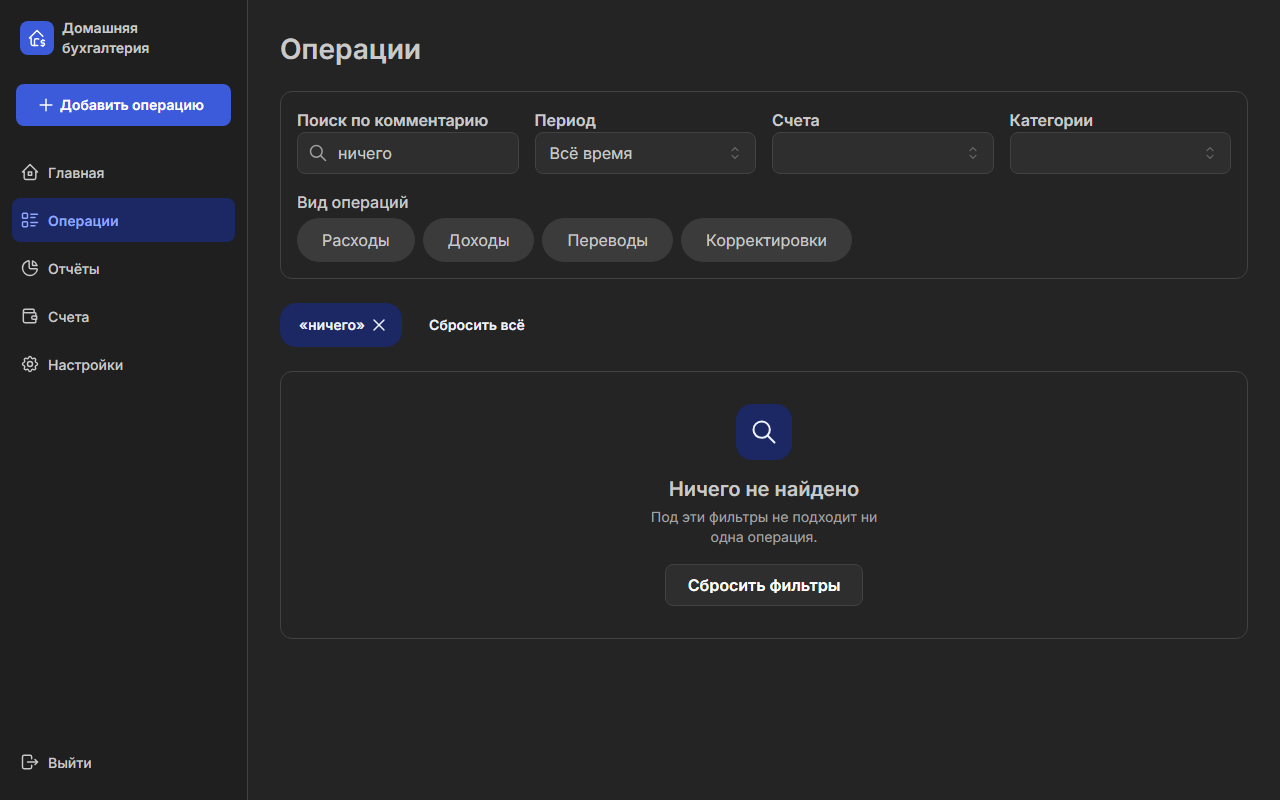 Домашняя
бухгалтерия
Добавить операцию
Главная
Операции
Отчёты
Счета
Настройки
Выйти
Операции
Поиск по комментарию
ничего
Период
Всё время
Счета
Категории
Вид операций
Расходы
Доходы
Переводы
Корректировки
«ничего»
Сбросить всё
Ничего не найдено
Под эти фильтры не подходит ни
одна операция.
Сбросить фильтры